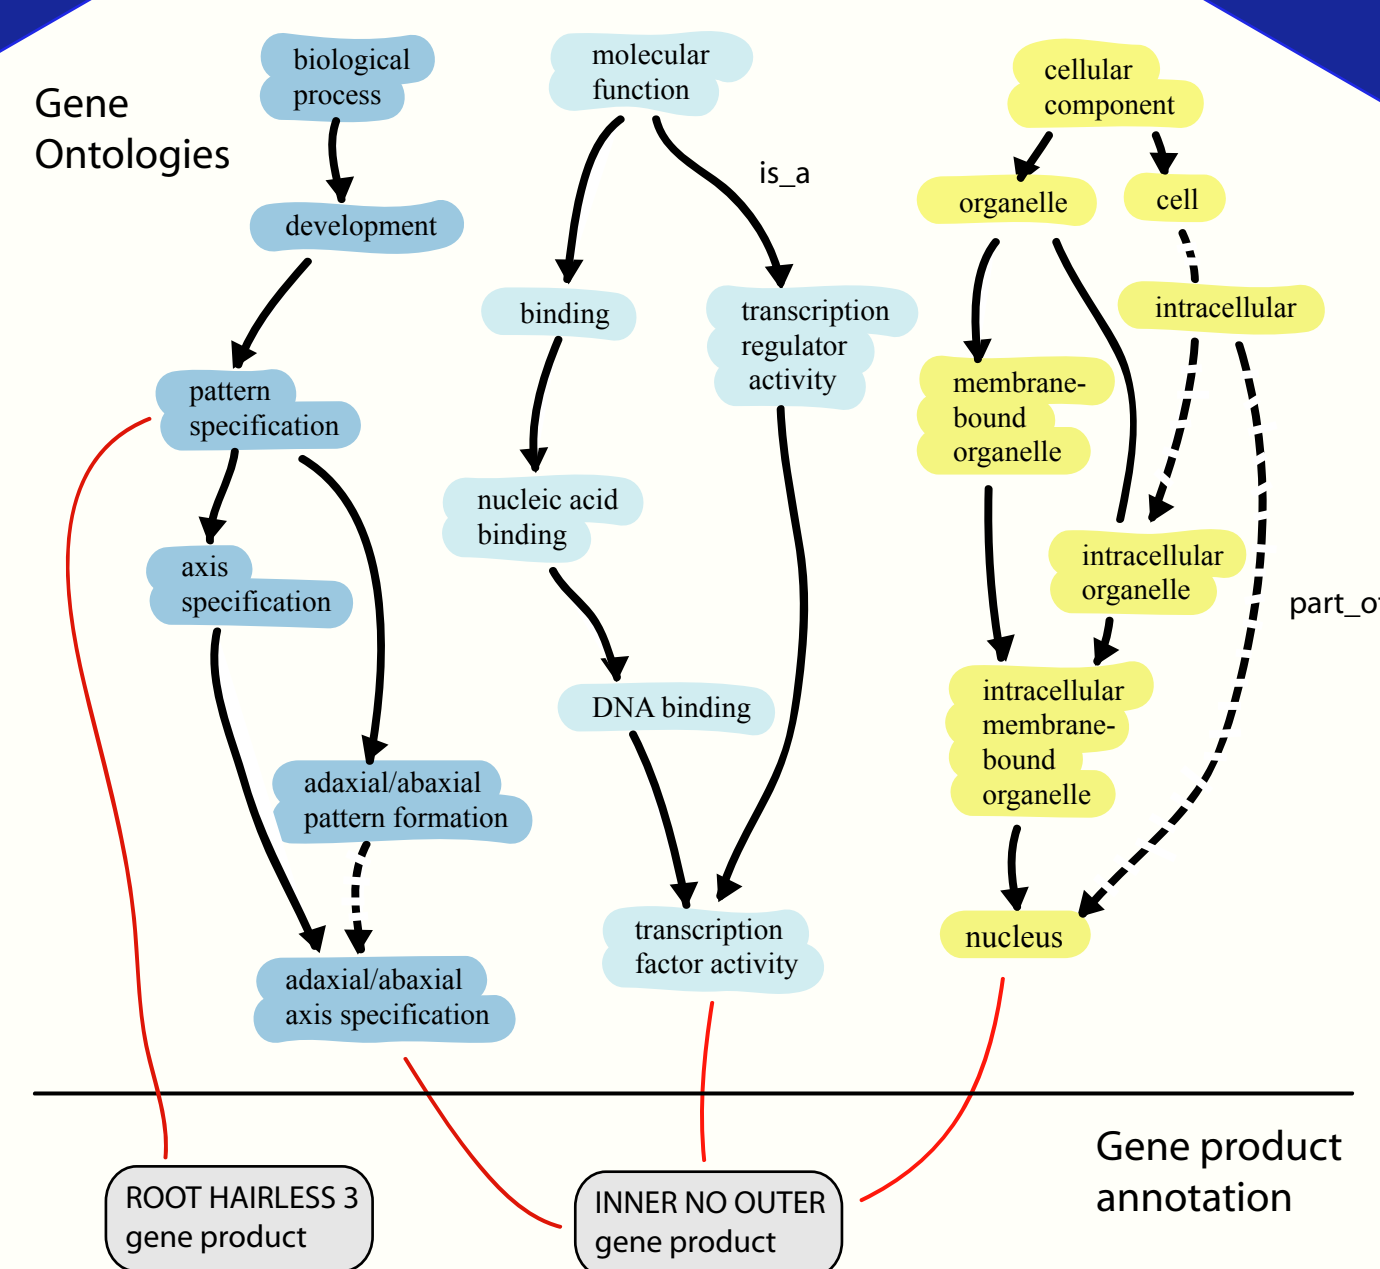 Gene
Ontologies
biological
process
development
pattern
specification
axis
specification
adaxial/abaxial
pattern formation
adaxial/abaxial
axis specification
molecular
function
is_a
binding
transcription
regulator
activity
nucleic acid
binding
DNA binding
transcription
factor activity
cellular
component
organelle
cell
intracellular
membrane-
bound
organelle
intracellular
organelle
part_of
intracellular
membrane-
bound
organelle
nucleus
Gene product
annotation
ROOT HAIRLESS 3
gene product
INNER NO OUTER
gene product